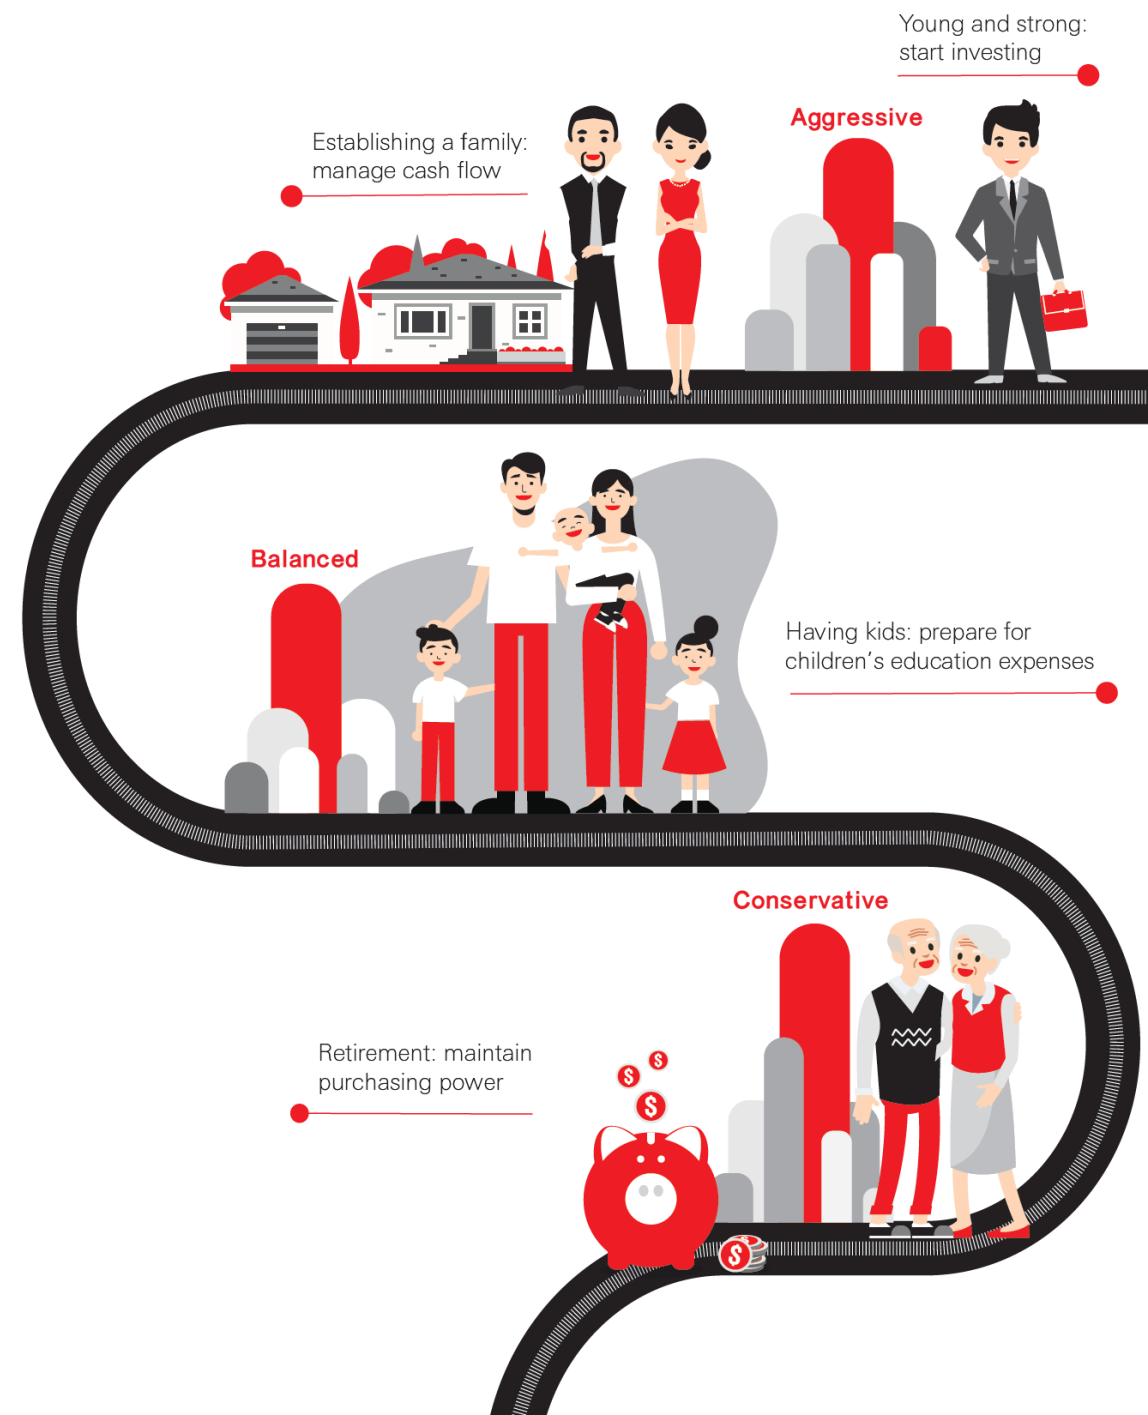 Young and strong:
start investing
Aggressive
Establishing a family:
manage cash flow
Balanced
Having kids: prepare for
children’s education expenses
Conservative
Retirement: maintain
purchasing power
$
$
$
$